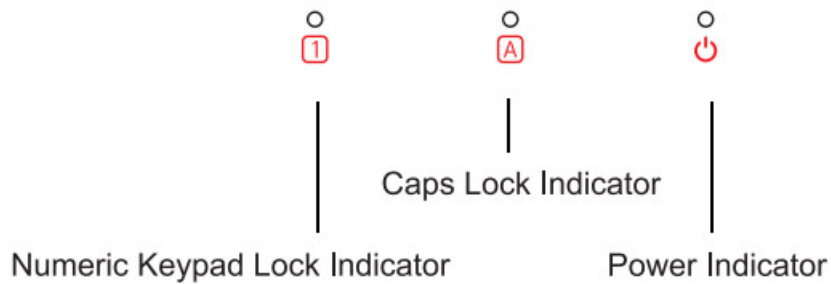 1 A
Caps Lock Indicator
Numeric Keypad Lock Indicator Power Indicator